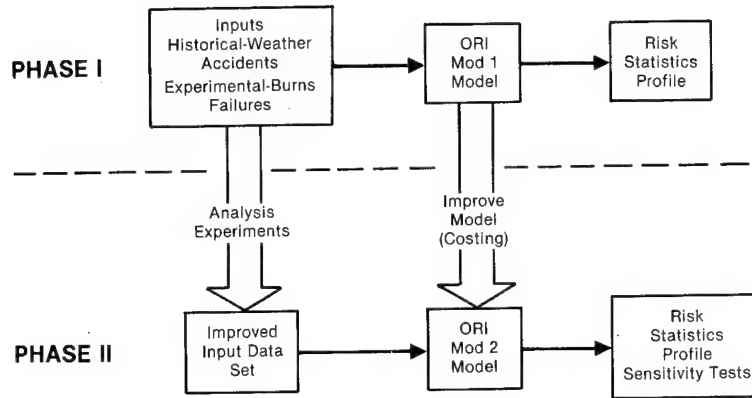 PHASE I
Inputs
Historical-Weather
Accidents
Experimental-Burns
Failures
ORI
Mod 1
Model
Risk
Statistics
Profile
Analysis
Experiments
Improve
Model
(Costing)
PHASE II
Improved
Input Data
Set
ORI
Mod 2
Model
Risk
Statistics
Profile
Sensitivity Tests